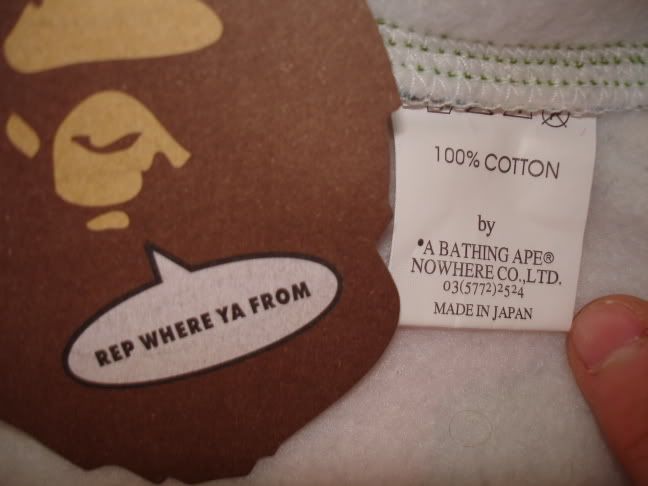 REP WHERE YA FROM
100% COTTON
by
*A BATHING APE®
NOWHERE CO.,LTD.
03(5772)2524
MADE IN JAPAN